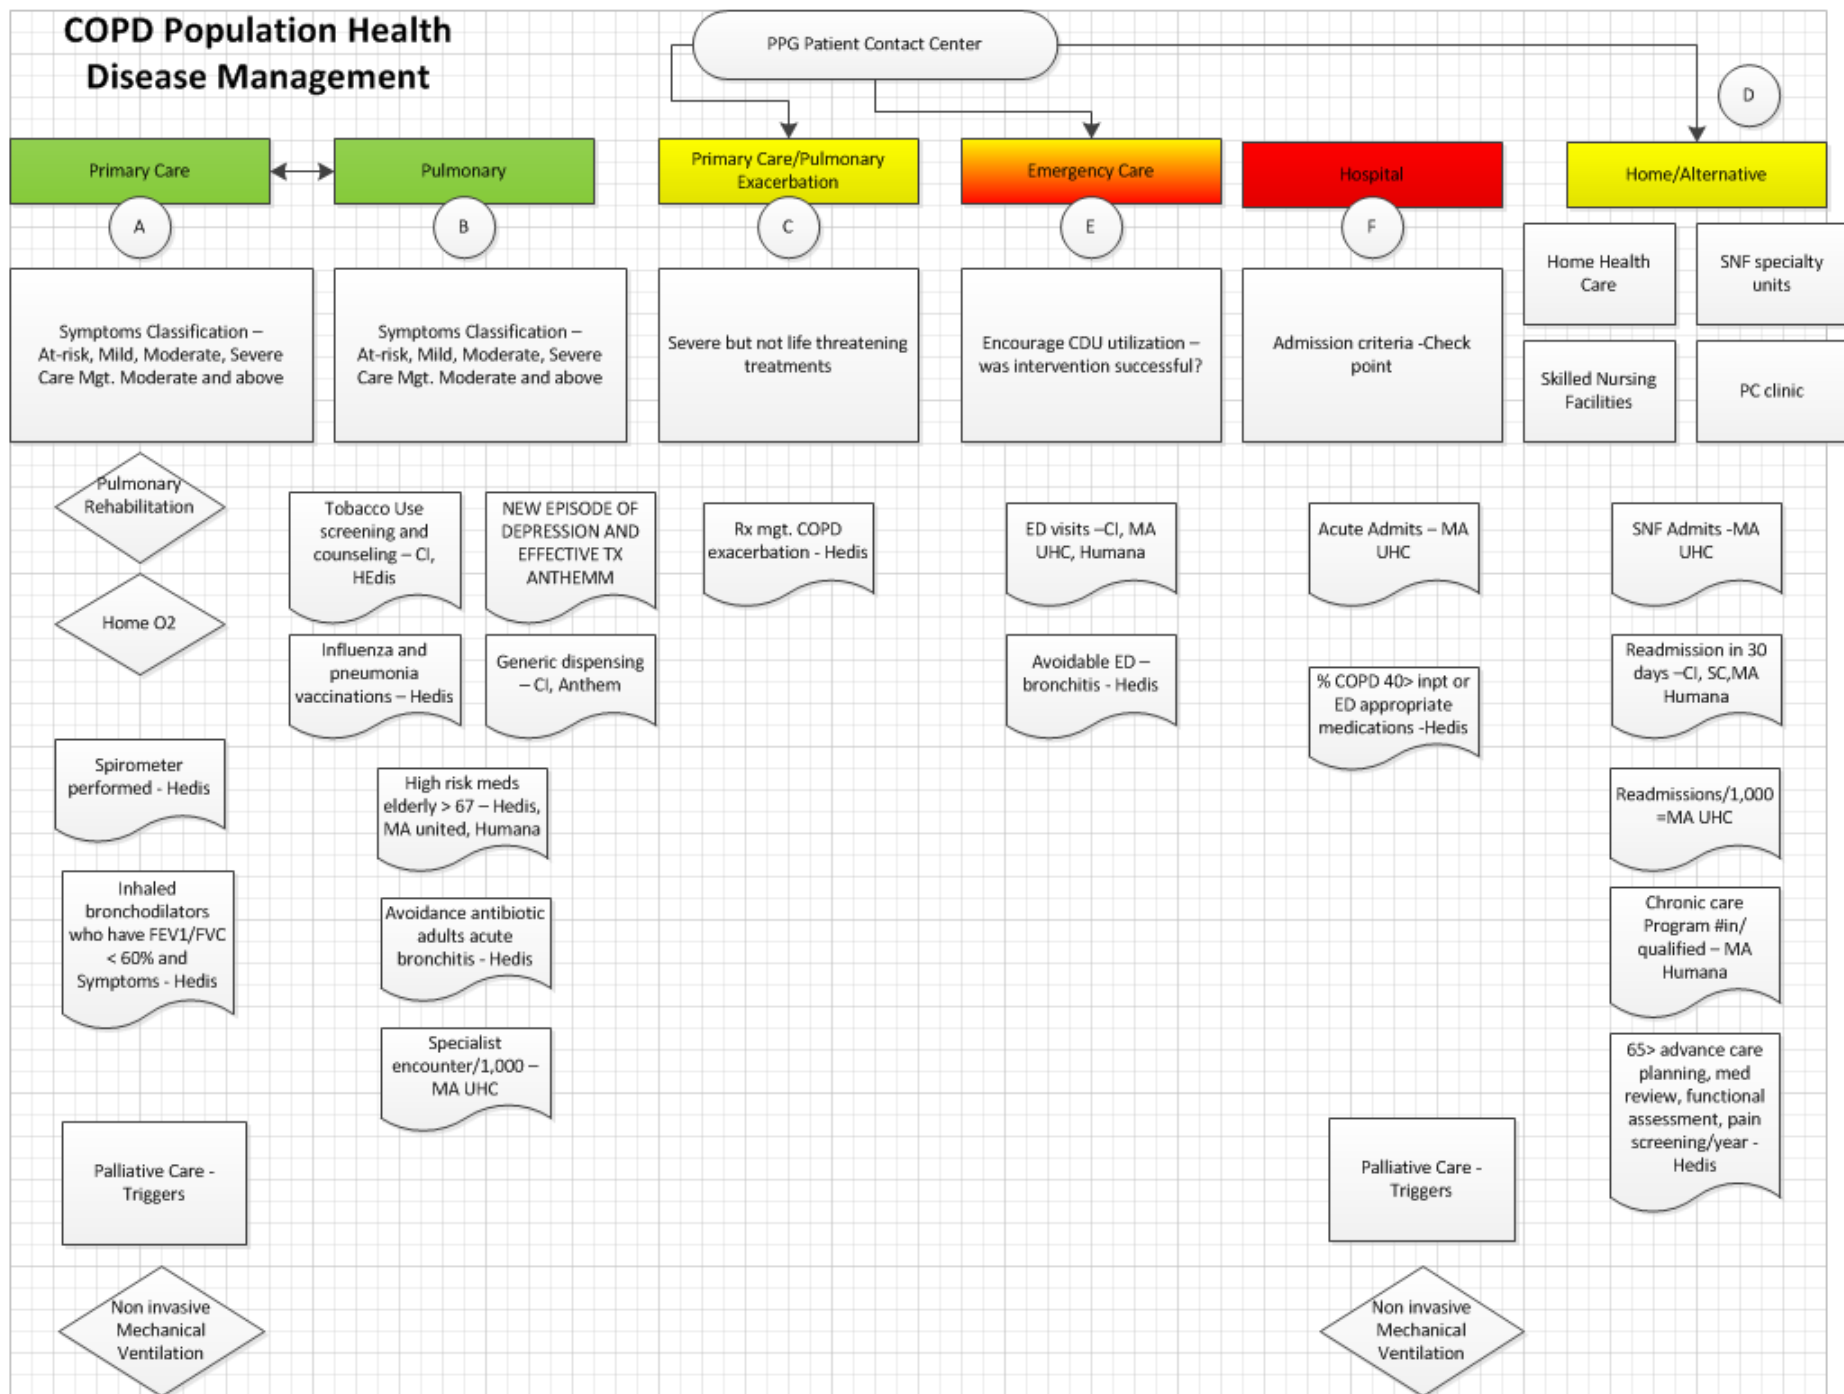 COPD Population Health
Disease Management
PPG Patient Contact Center
D
Primary Care
Pulmonary
Primary Care/Pulmonary
Exacerbation
Emergency Care
Hospital
Home/Alternative
A
B
C
E
F
Symptoms Classification –
At-risk, Mild, Moderate, Severe
Care Mgt. Moderate and above
Symptoms Classification –
At-risk, Mild, Moderate, Severe
Care Mgt. Moderate and above
Severe but not life threatening
treatments
Encourage CDU utilization –
was intervention successful?
Admission criteria -Check
point
Home Health
Care
SNF specialty
units
Skilled Nursing
Facilities
PC clinic
Pulmonary
Rehabilitation
Home O2
Spirometer
performed - Hedis
Inhaled
bronchodilators
who have FEV1/FVC
< 60% and
Symptoms - Hedis
Palliative Care -
Triggers
Non invasive
Mechanical
Ventilation
Tobacco Use
screening and
counseling – CI,
HEdis
NEW EPISODE OF
DEPRESSION AND
EFFECTIVE TX
ANTHEMM
Influenza and
pneumonia
vaccinations – Hedis
Generic dispensing
– CI, Anthem
High risk meds
elderly > 67 – Hedis,
MA united, Humana
Avoidance antibiotic
adults acute
bronchitis - Hedis
Specialist
encounter/1,000 –
MA UHC
Rx mgt. COPD
exacerbation - Hedis
ED visits –CI, MA
UHC, Humana
Avoidable ED –
bronchitis - Hedis
Acute Admits – MA
UHC
% COPD 40> inpt or
ED appropriate
medications -Hedis
Palliative Care -
Triggers
Non invasive
Mechanical
Ventilation
SNF Admits -MA
UHC
Readmission in 30
days –CI, SC,MA
Humana
Readmissions/1,000
=MA UHC
Chronic care
Program #in/
qualified – MA
Humana
65> advance care
planning, med
review, functional
assessment, pain
screening/year -
Hedis